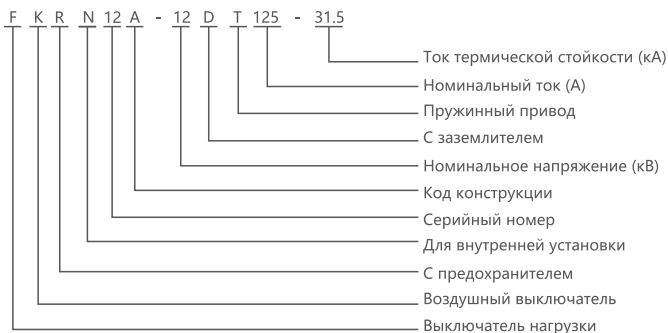 F K R N 12 A - 12 D T 125 - 31.5
Ток термической стойкости (кА)
Номинальный ток (А)
Пружинный привод
С заземлителем
Номинальное напряжение (кВ)
Код конструкции
Серийный номер
Для внутренней установки
С предохранителем
Воздушный выключатель
Выключатель нагрузки